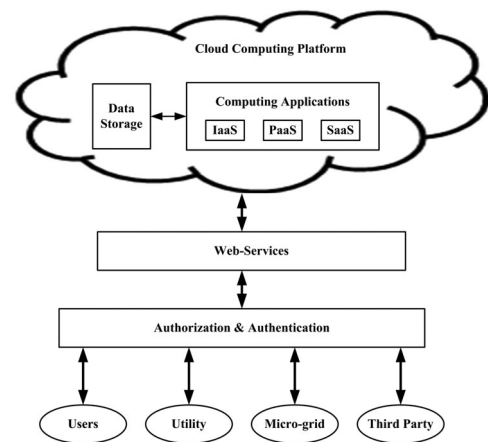 Cloud Computing Platform
Data
Storage
Computing Applications
IaaS PaaS SaaS
Web-Services
Authorization & Authentication
Users Utility Micro-grid Third Party